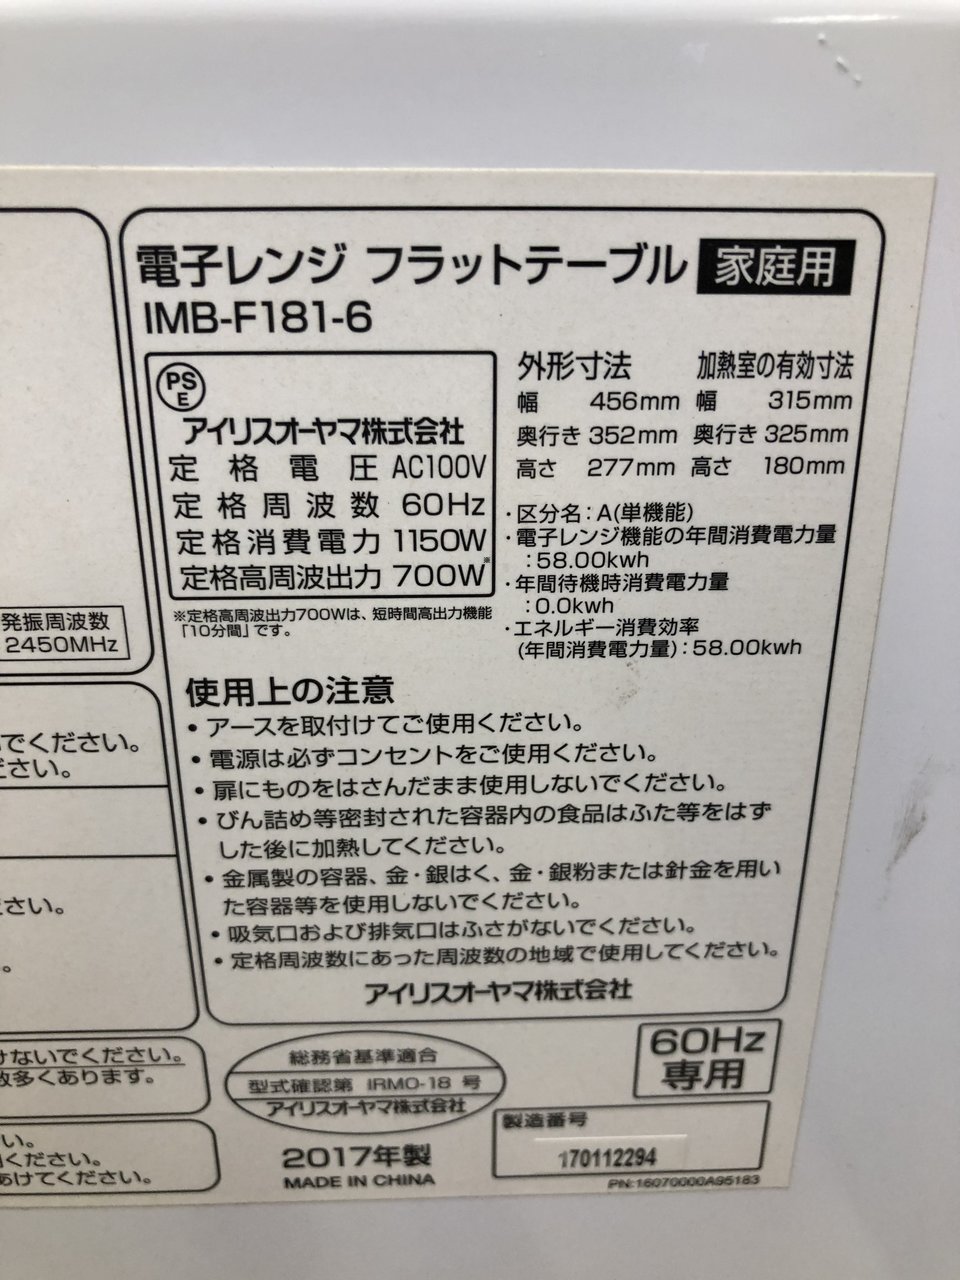 電子レンジ フラットテーブル 家庭用
IMB-F181-6
PS
E
アイリスオーヤマ株式会社
定格電圧 AC100V
定格周波数 60Hz
定格消費電力 1150W
定格高周波出力 700W※
※定格高周波出力700Wは、短時間高出力機能
「10分間」です。
外形寸法
幅 456mm
奥行き 352mm
高さ 277mm
加熱室の有効寸法
幅 315mm
奥行き 325mm
高さ 180mm
・区分名：A(単機能)
・電子レンジ機能の年間消費電力量
：58.00kwh
・年間待機時消費電力量
：0.0kwh
・エネルギー消費効率
(年間消費電力量)：58.00kwh
発振周波数
2450MHz
使用上の注意
・アースを取付けてご使用ください。
・電源は必ずコンセントをご使用ください。
・扉にものをはさんだまま使用しないでください。
・びん詰め等密封された容器内の食品はふた等をはず
した後に加熱してください。
・金属製の容器、金・銀はく、金・銀粉または針金を用い
た容器等を使用しないでください。
・吸気口および排気口はふさがないでください。
・定格周波数にあった周波数の地域で使用してください。
アイリスオーヤマ株式会社
でください。
ださい。
ださい。
。
けないでください。
数多くあります。
い。
ください。
あけてください。
総務省基準適合
型式確認第 IRMO-18 号
アイリスオーヤマ株式会社
2017年製
MADE IN CHINA
60Hz
専用
製造番号
170112294
PN:16070000A95183